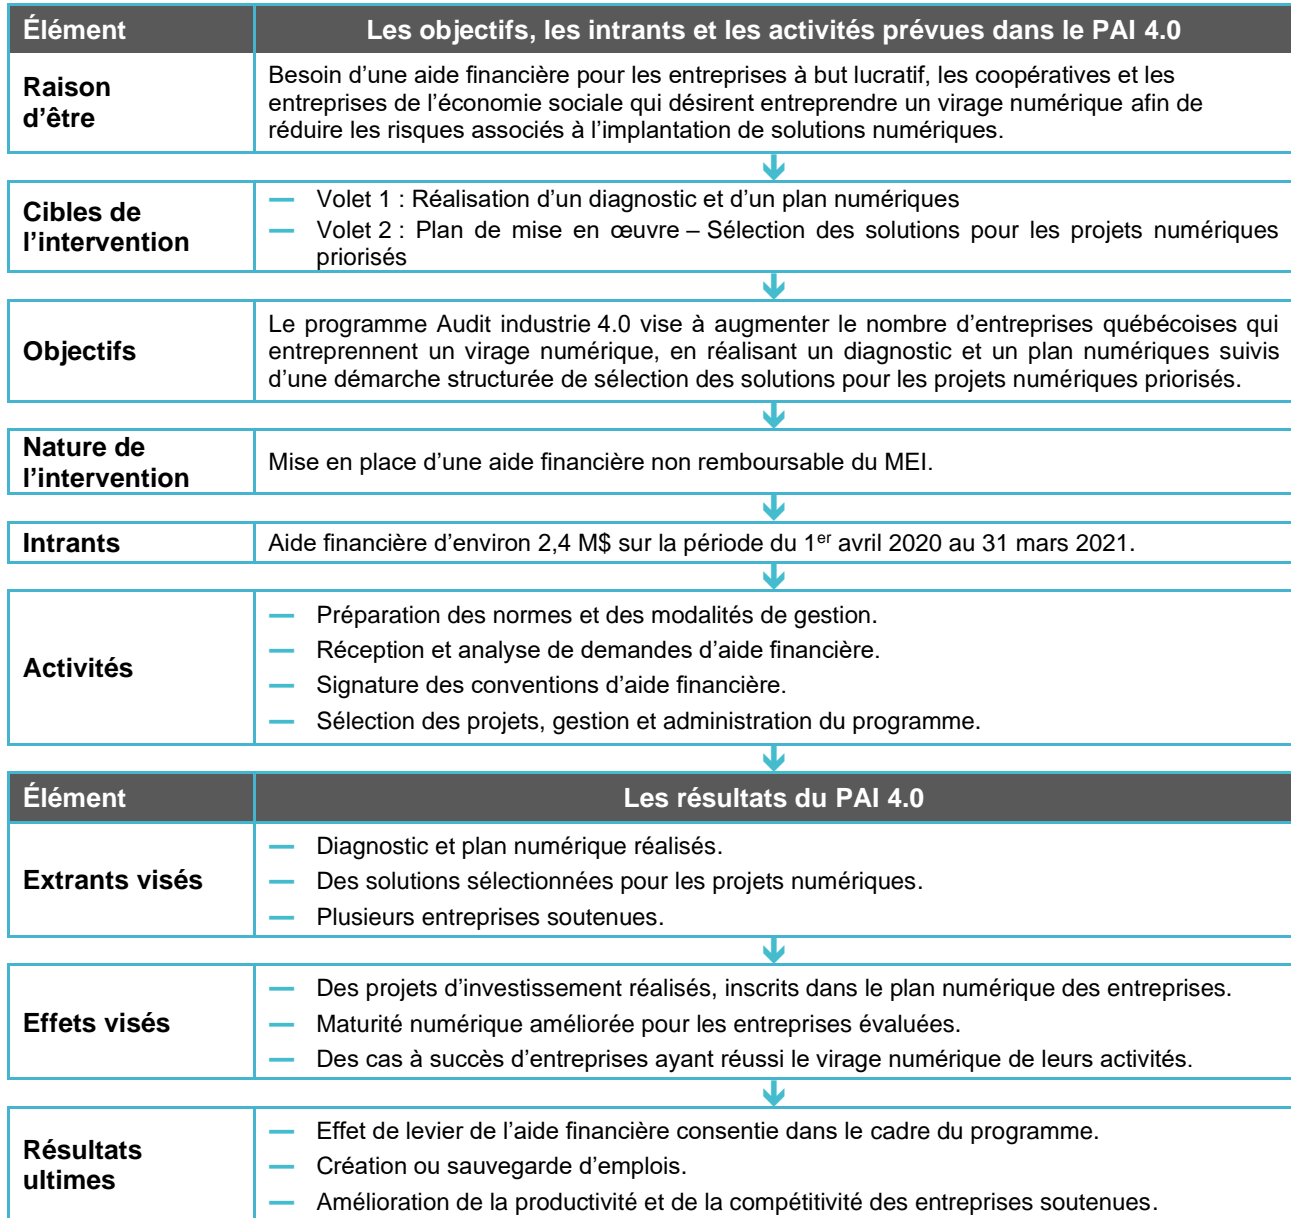 Élément
Les objectifs, les intrants et les activités prévues dans le PAI 4.0
Raison
d’être
Besoin d’une aide financière pour les entreprises à but lucratif, les coopératives et les
entreprises de l’économie sociale qui désirent entreprendre un virage numérique afin de
réduire les risques associés à l’implantation de solutions numériques.
Cibles de
l’intervention
— Volet 1 : Réalisation d’un diagnostic et d’un plan numériques
— Volet 2 : Plan de mise en œuvre – Sélection des solutions pour les projets numériques
priorisés
Objectifs
Le programme Audit industrie 4.0 vise à augmenter le nombre d’entreprises québécoises qui
entreprennent un virage numérique, en réalisant un diagnostic et un plan numériques suivis
d’une démarche structurée de sélection des solutions pour les projets numériques priorisés.
Nature de
l’intervention
Mise en place d’une aide financière non remboursable du MEI.
Intrants
Aide financière d’environ 2,4 M$ sur la période du 1er avril 2020 au 31 mars 2021.
Activités
— Préparation des normes et des modalités de gestion.
— Réception et analyse de demandes d’aide financière.
— Signature des conventions d’aide financière.
— Sélection des projets, gestion et administration du programme.
Élément
Les résultats du PAI 4.0
Extrants visés
— Diagnostic et plan numérique réalisés.
— Des solutions sélectionnées pour les projets numériques.
— Plusieurs entreprises soutenues.
Effets visés
— Des projets d’investissement réalisés, inscrits dans le plan numérique des entreprises.
— Maturité numérique améliorée pour les entreprises évaluées.
— Des cas à succès d’entreprises ayant réussi le virage numérique de leurs activités.
Résultats
ultimes
— Effet de levier de l’aide financière consentie dans le cadre du programme.
— Création ou sauvegarde d’emplois.
— Amélioration de la productivité et de la compétitivité des entreprises soutenues.